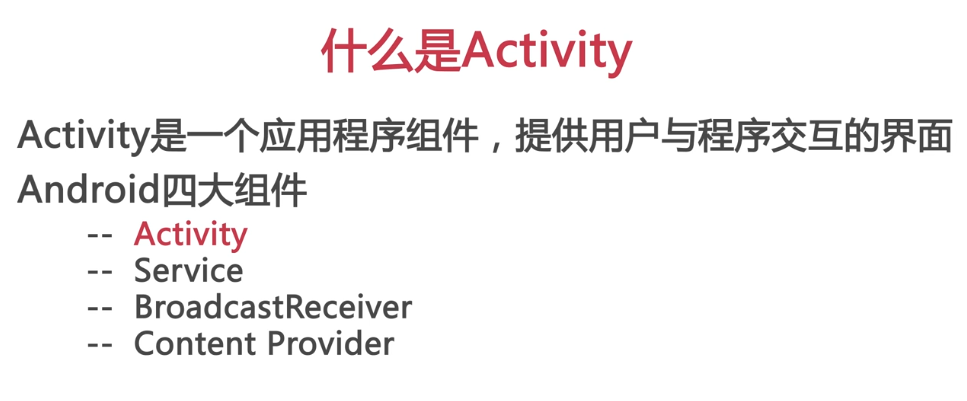 什么是Activity
Activity是一个应用程序组件，提供用户与程序交互的界面
Android四大组件
-- Activity
-- Service
-- BroadcastReceiver
-- Content Provider